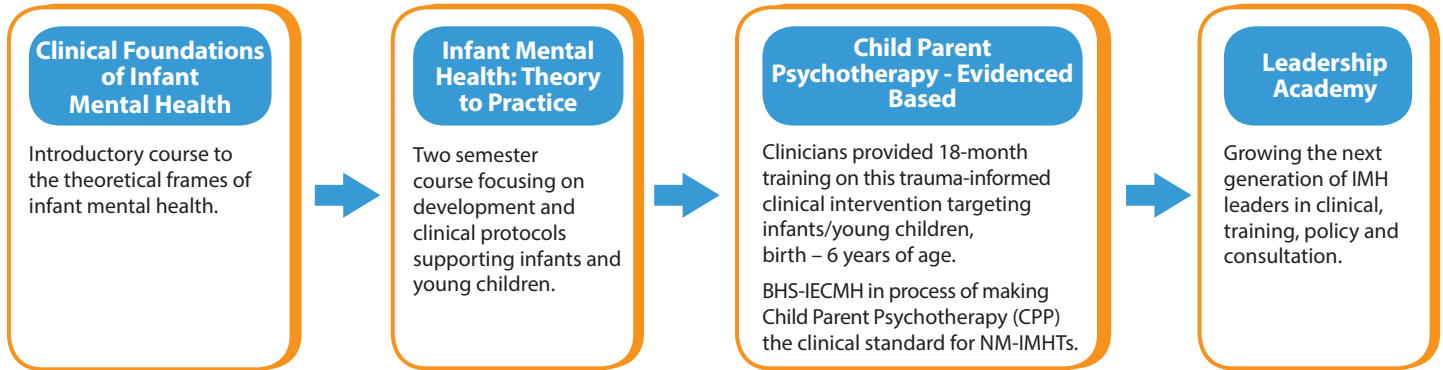 Clinical Foundations
of Infant
Mental Health
Introductory course to
the theoretical frames of
infant mental health.
Infant Mental
Health: Theory
to Practice
Two semester
course focusing on
development and
clinical protocols
supporting infants and
young children.
Child Parent
Psychotherapy - Evidenced
Based
Clinicians provided 18-month
training on this trauma-informed
clinical intervention targeting
infants/young children,
birth – 6 years of age.
BHS-IECMH in process of making
Child Parent Psychotherapy (CPP)
the clinical standard for NM-IMHTs.
Leadership
Academy
Growing the next
generation of IMH
leaders in clinical,
training, policy and
consultation.